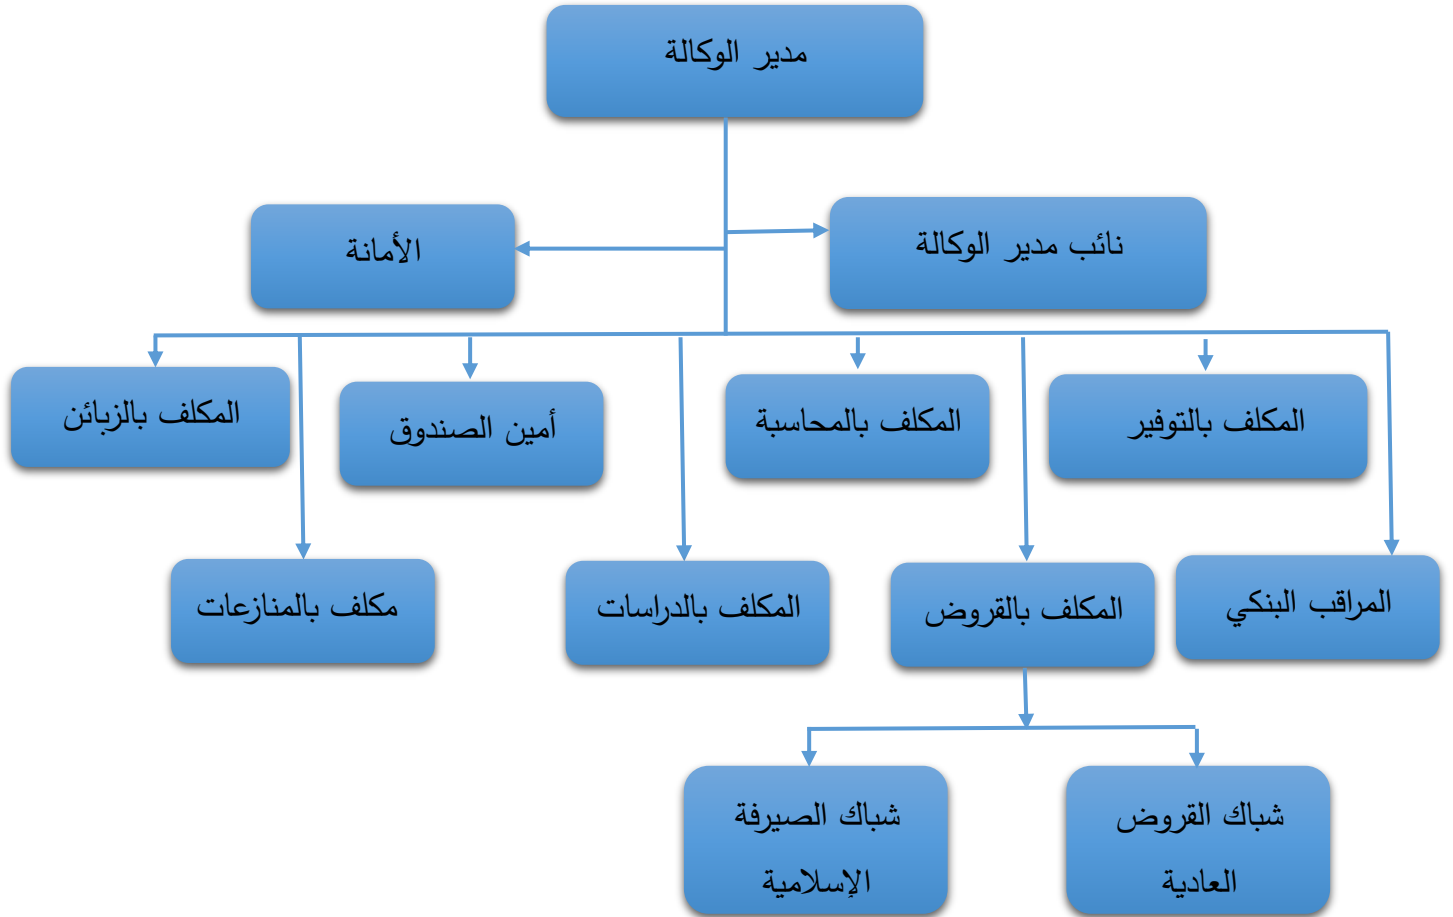 مدير الوكالة
نائب مدير الوكالة
الأمانة
المكلف بالتوفير
المكلف بالمحاسبة
أمين الصندوق
المكلف بالزبائن
المراقب البنكي
المكلف بالقروض
المكلف بالدراسات
مكلف بالمنازعات
شباك القروض
العادية
شباك الصيرفة
الإسلامية